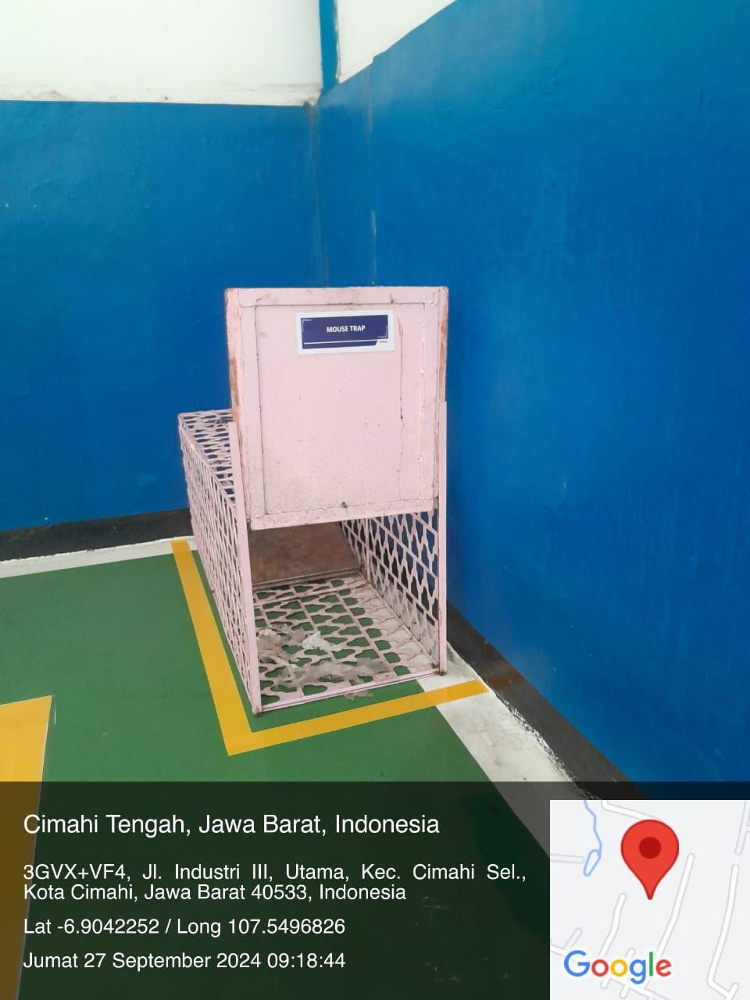 MOUSE TRAP
Cimahi Tengah, Jawa Barat, Indonesia
3GVX+VF4, Jl. Industri III, Utama, Kec. Cimahi Sel.,
Kota Cimahi, Jawa Barat 40533, Indonesia
Lat -6.9042252 / Long 107.5496826
Jumat 27 September 2024 09:18:44
Google